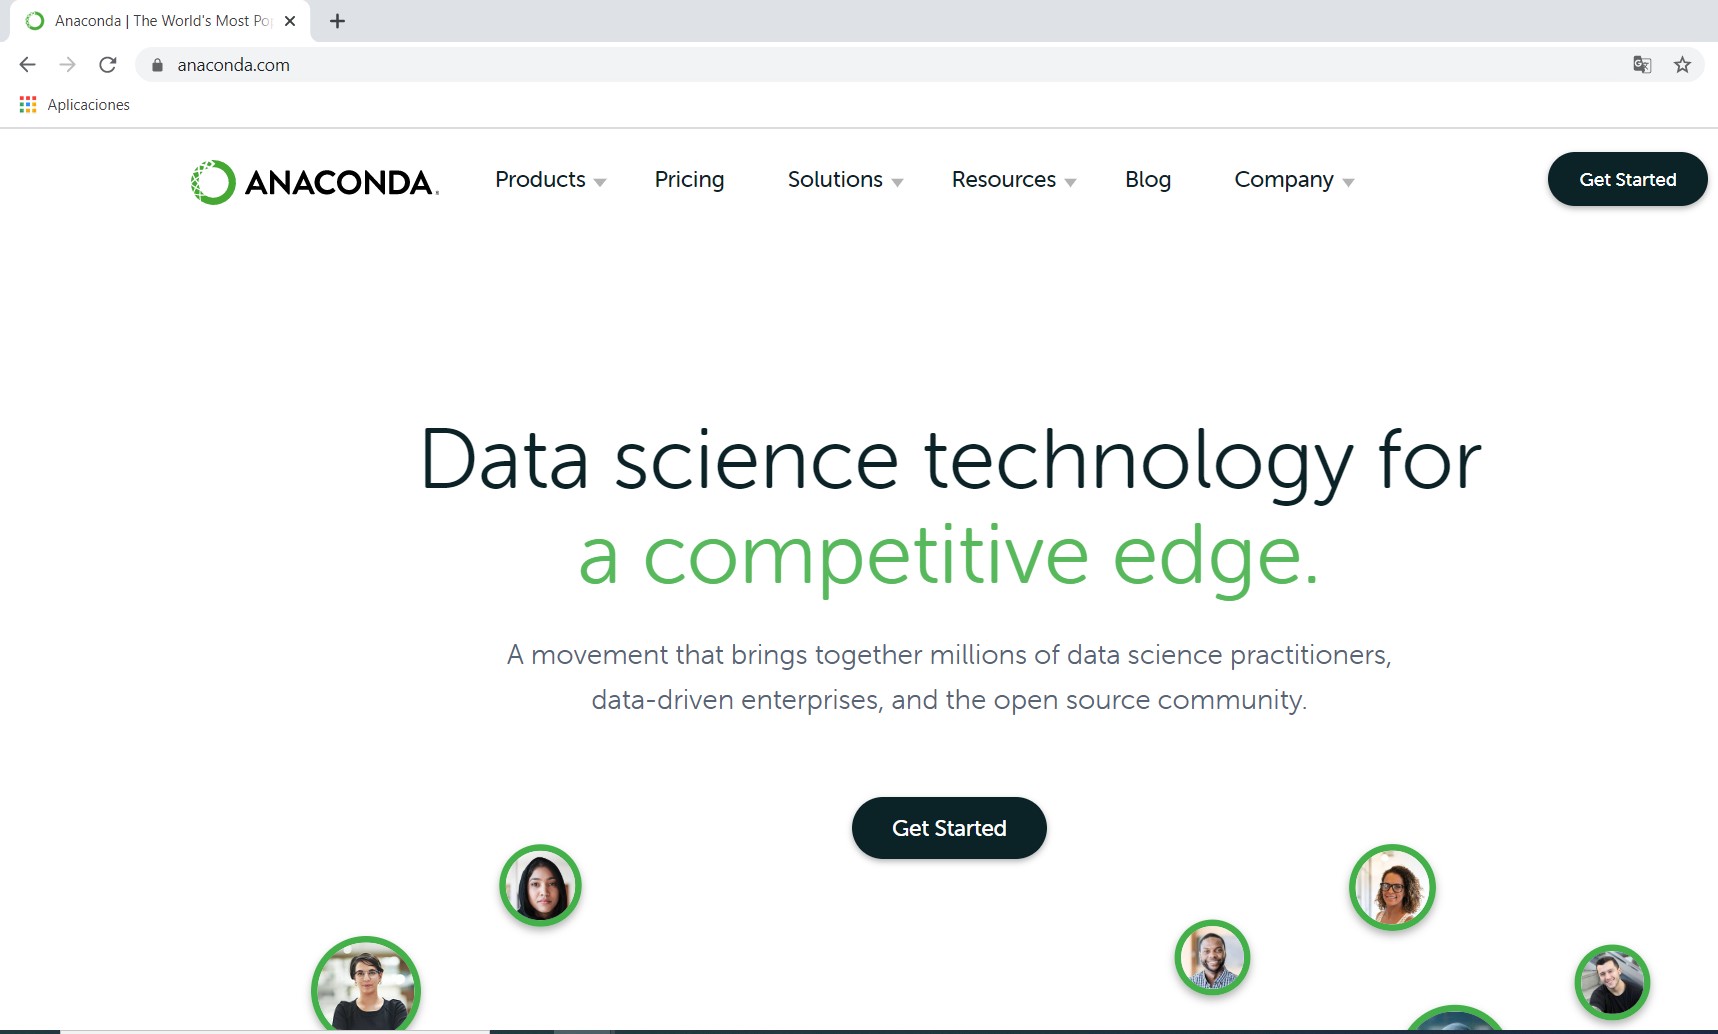 Anaconda | The World's Most Pop
anaconda.com
Aplicaciones
ANACONDA.
Products
Pricing
Solutions
Resources
Blog
Company
Get Started
Data science technology for
a competitive edge.
A movement that brings together millions of data science practitioners,
data-driven enterprises, and the open source community.
Get Started